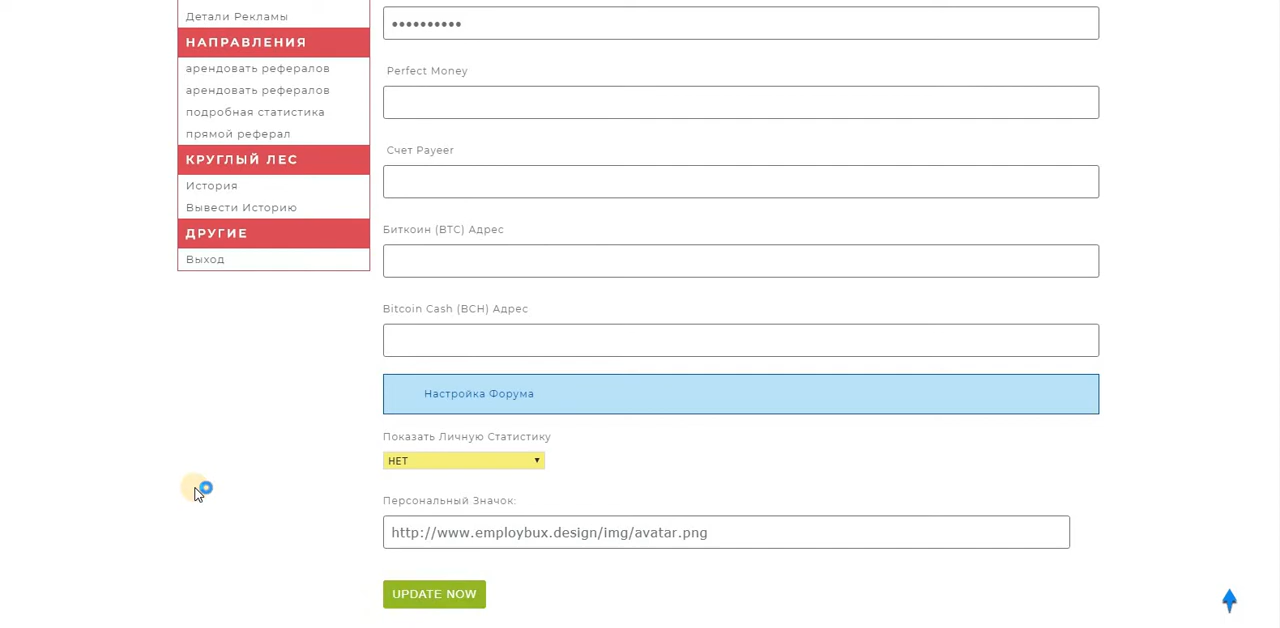 Детали Рекламы
НАПРАВЛЕНИЯ
арендовать рефералов
арендовать рефералов
подробная статистика
прямой реферал
КРУГЛЫЙ ЛЕС
История
Вывести Историю
ДРУГИЕ
Выход
••••••••••
Perfect Money
Счет Payeer
Биткоин (BTC) Адрес
Bitcoin Cash (BCH) Адрес
Настройка Форума
Показать Личную Статистику
НЕТ
Персональный Значок:
http://www.employbux.design/img/avatar.png
UPDATE NOW